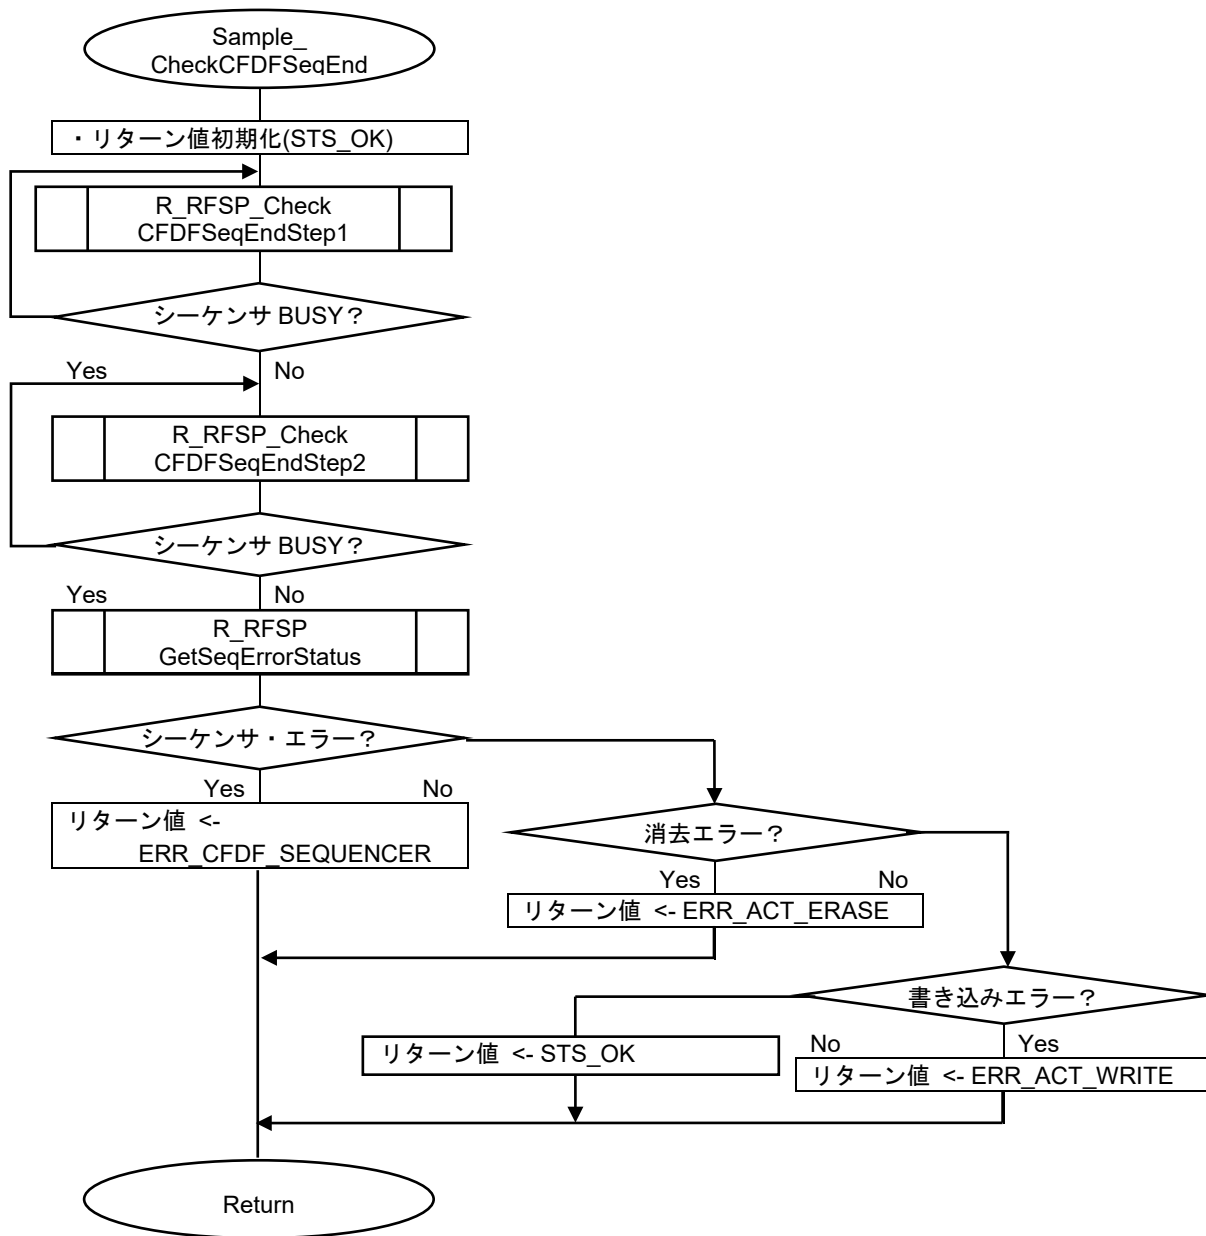 Sample_
CheckCFDFSeqEnd
・リターン値初期化(STS_OK)
R_RFSP_Check
CFDFSeqEndStep1
シーケンサ BUSY？
Yes
No
R_RFSP_Check
CFDFSeqEndStep2
シーケンサ BUSY？
Yes
No
R_RFSP
GetSeqErrorStatus
シーケンサ・エラー？
Yes
No
リターン値 <-
ERR_CFDF_SEQUENCER
消去エラー？
Yes
No
リターン値 <- ERR_ACT_ERASE
書き込みエラー？
No
Yes
リターン値 <- STS_OK
リターン値 <- ERR_ACT_WRITE
Return